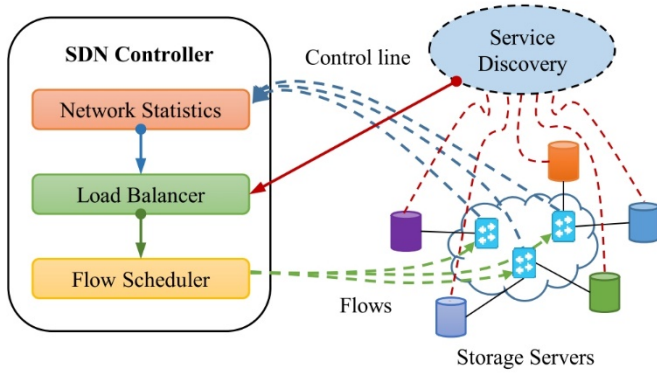 SDN Controller
Network Statistics
Load Balancer
Flow Scheduler
Control line
Service
Discovery
Flows
Storage Servers